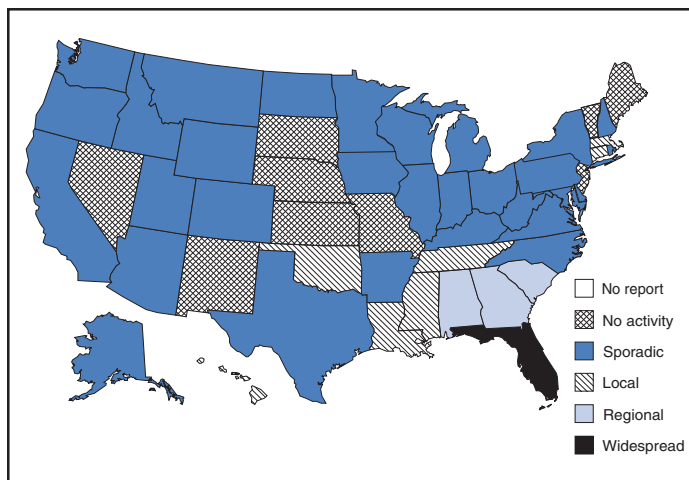 No report
No activity
Sporadic
Local
Regional
Widespread